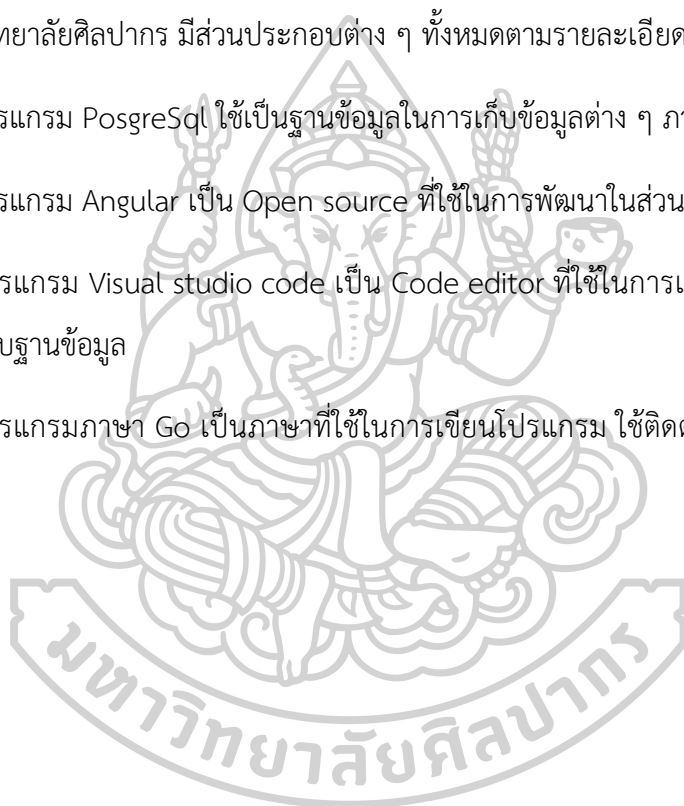 ทยาลัยศิลปากร มีส่วนประกอบต่าง ๆ ทั้งหมดตามรายละเอียด
รแกรม PosgreSql ใช้เป็นฐานข้อมูลในการเก็บข้อมูลต่าง ๆ ภา
รแกรม Angular เป็น Open source ที่ใช้ในการพัฒนาในส่วน
รแกรม Visual studio code เป็น Code editor ที่ใช้ในการเ
บฐานข้อมูล
รแกรมภาษา Go เป็นภาษาที่ใช้ในการเขียนโปรแกรม ใช้ติดต
มหาวิทยาลัยศิลปากร